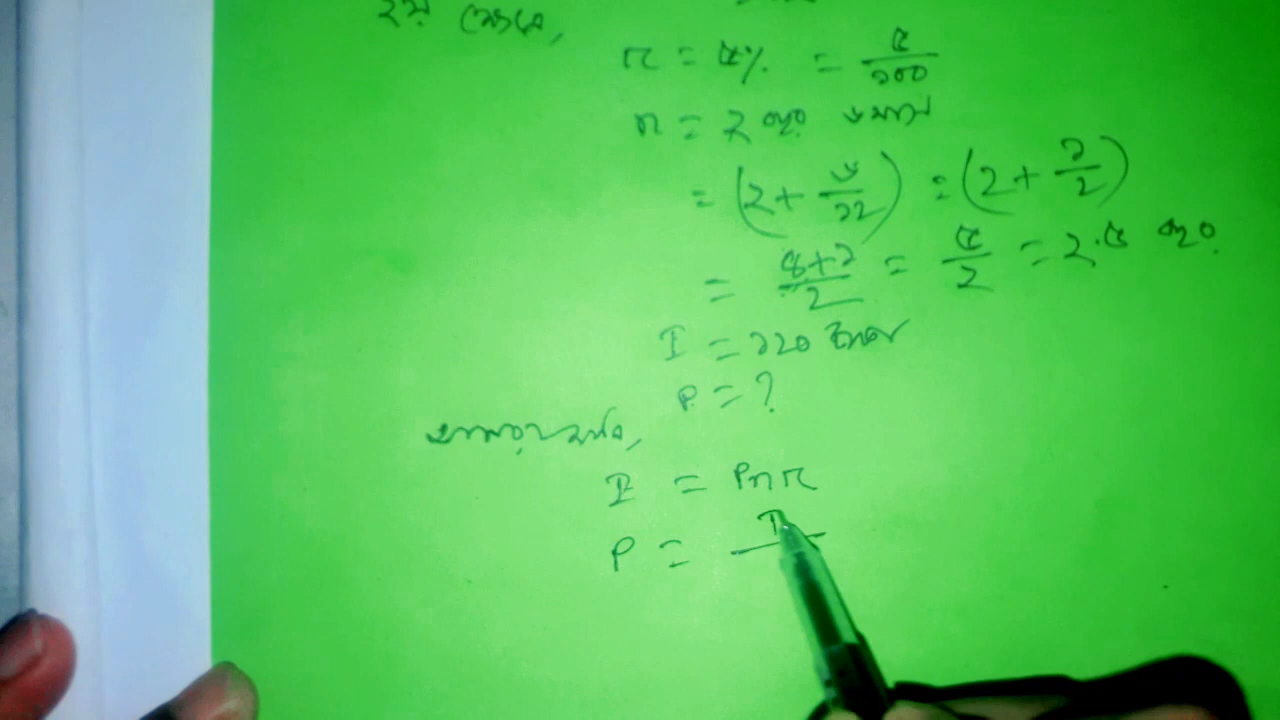 ২য় ক্ষেত্রে,
r = ৫% = ৫/১০০
n = ২ বছর ৬ মাস
= (২ + ৬/১২) = (২ + ১/২)
= (৪+১)/২ = ৫/২ = ২.৫ বছর
I = ১২০ টাকা
P = ?
আমরা জানি,
I = Pnr
P = I